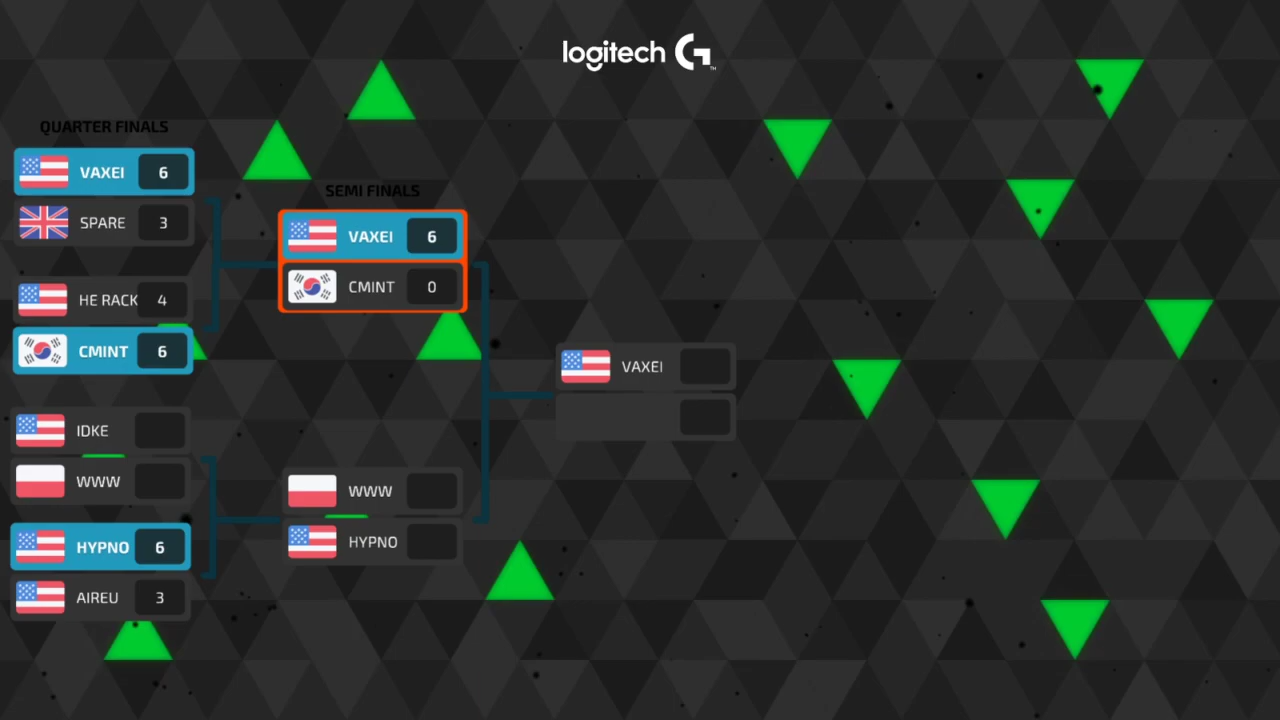 logitech G™
QUARTER FINALS
VAXEI 6
SPARE 3
HE RACK 4
CMINT 6
IDKE
WWW
HYPNO 6
AIREU 3
SEMI FINALS
VAXEI 6
CMINT 0
WWW
HYPNO
VAXEI